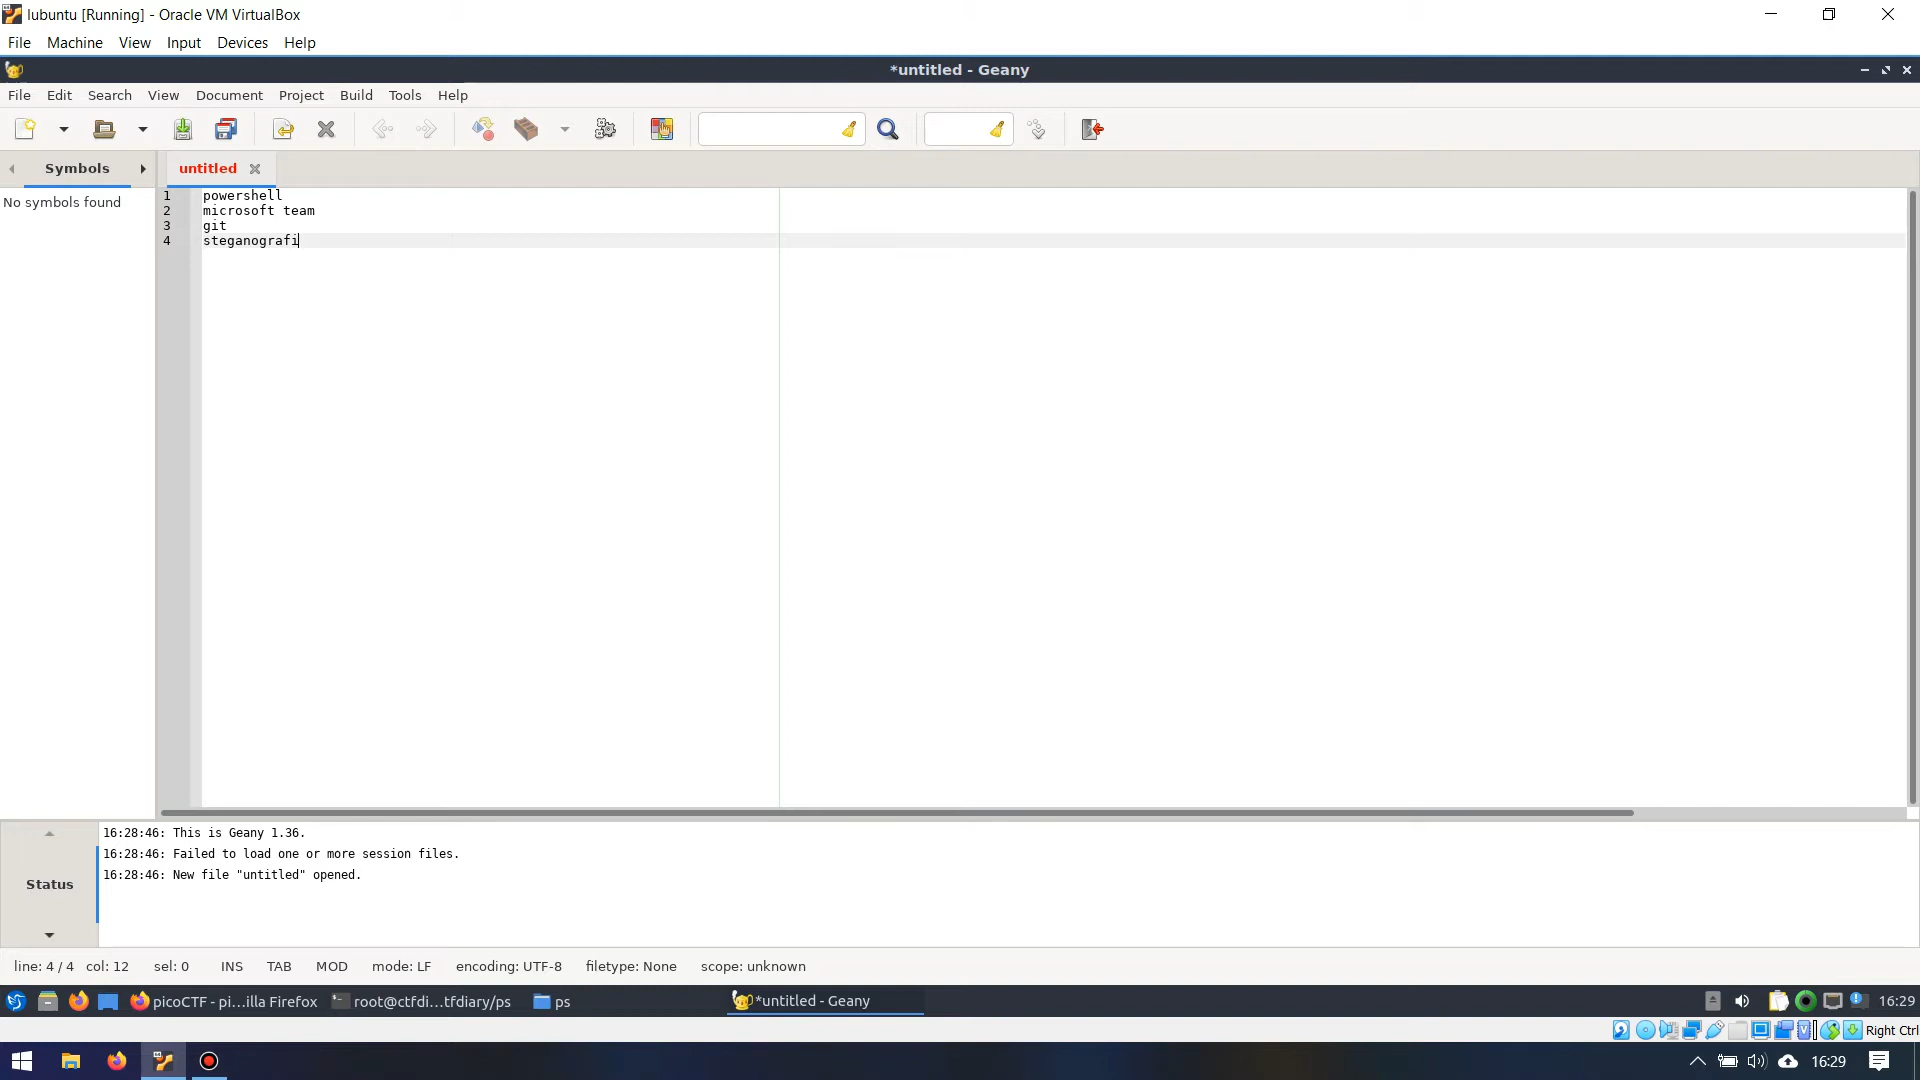 lubuntu [Running] - Oracle VM VirtualBox
File Machine View Input Devices Help
*untitled - Geany
File Edit Search View Document Project Build Tools Help
Symbols
untitled
No symbols found
1 powershell
2 microsoft team
3 git
4 steganografi
16:28:46: This is Geany 1.36.
16:28:46: Failed to load one or more session files.
16:28:46: New file "untitled" opened.
Status
line: 4 / 4 col: 12 sel: 0 INS TAB MOD mode: LF encoding: UTF-8 filetype: None scope: unknown
picoCTF - pi...illa Firefox root@ctfdi...tfdiary/ps ps *untitled - Geany 16:29
Right Ctrl
16:29